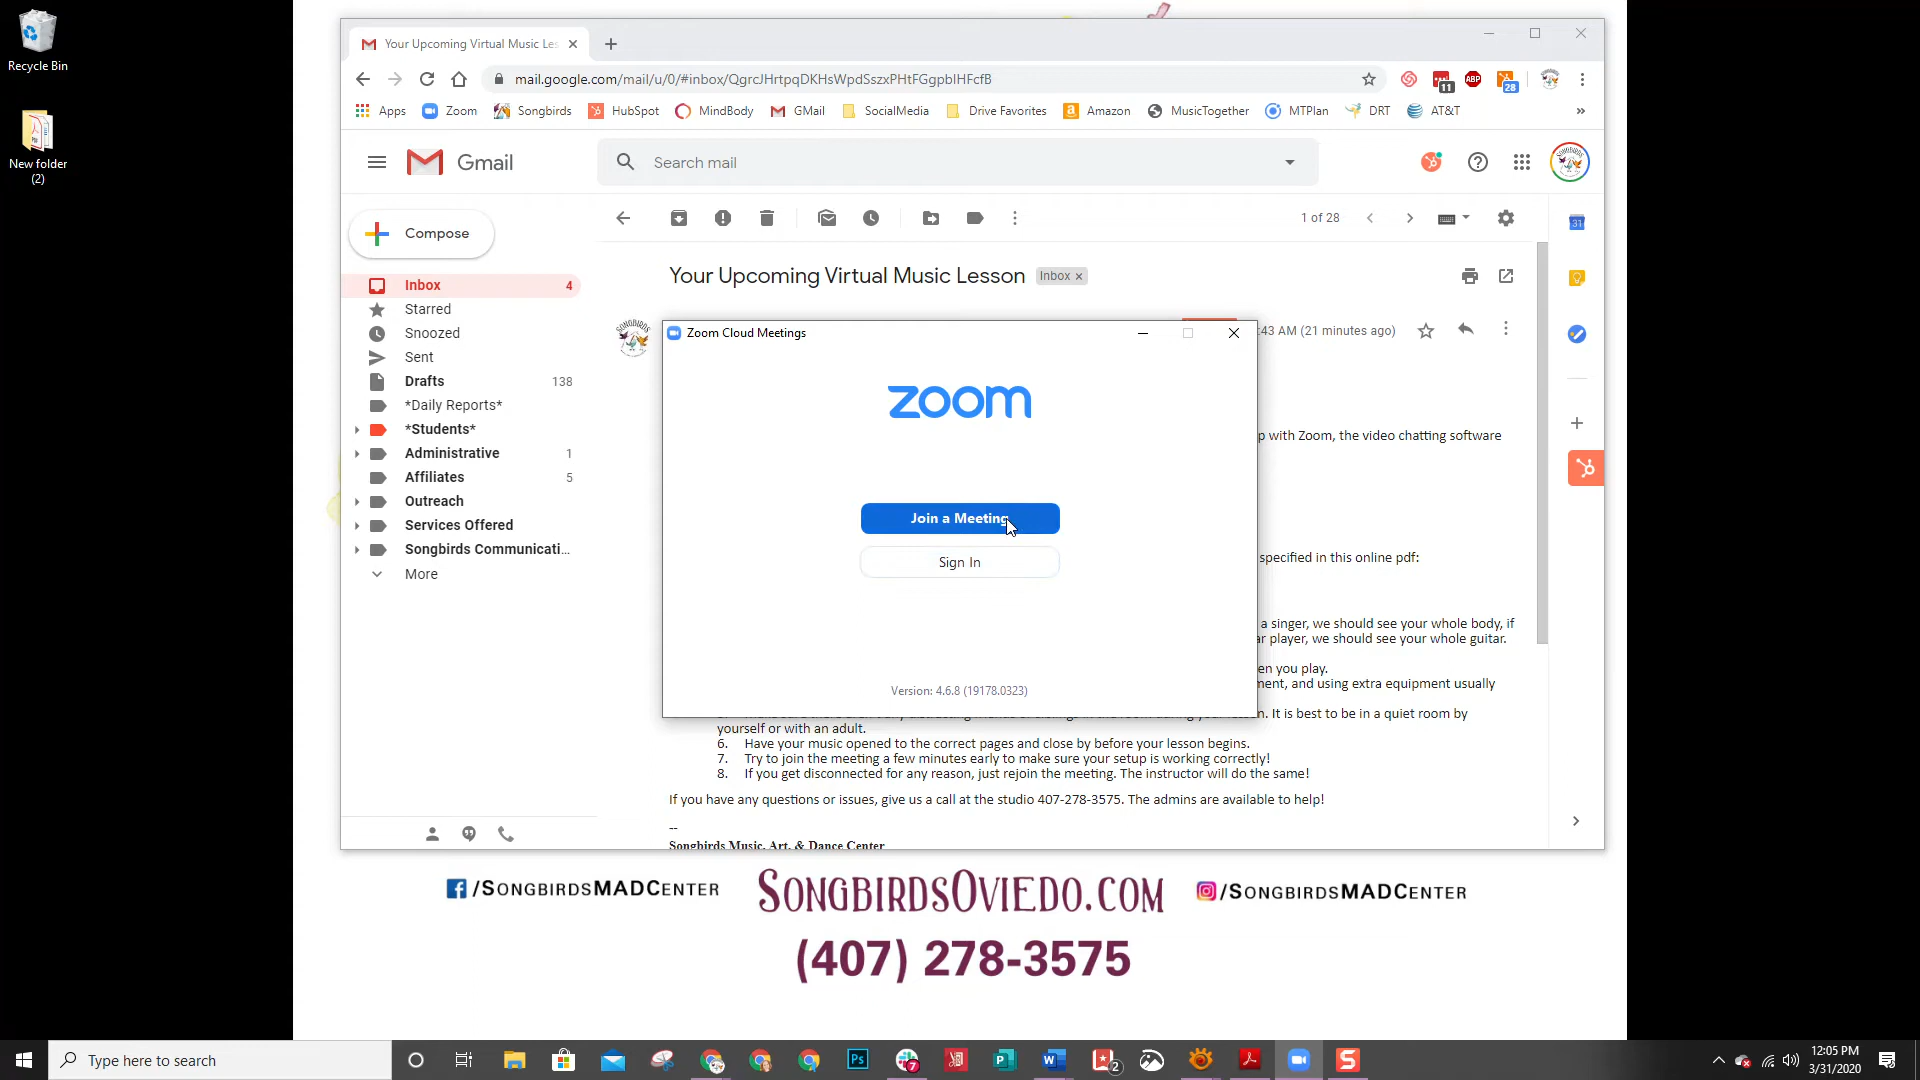 Recycle Bin
New folder
(2)
Your Upcoming Virtual Music Les
mail.google.com/mail/u/0/#inbox/QgrcJHrtpqDKHsWpdSszxPHtFGgpblHFcfB
11
ABP
28
Apps
Zoom
Songbirds
HubSpot
MindBody
GMail
SocialMedia
Drive Favorites
Amazon
MusicTogether
MTPlan
DRT
AT&T
»
Gmail
Search mail
Compose
1 of 28
31
Inbox 4
Starred
Snoozed
Sent
Drafts 138
*Daily Reports*
*Students*
Administrative 1
Affiliates 5
Outreach
Services Offered
Songbirds Communicati...
More
Your Upcoming Virtual Music Lesson
Inbox ×
SONGBIRDS
:43 AM (21 minutes ago)
p with Zoom, the video chatting software
specified in this online pdf:
a singer, we should see your whole body, if
ar player, we should see your whole guitar.
en you play.
ment, and using extra equipment usually
. It is best to be in a quiet room by
yourself or with an adult.
6. Have your music opened to the correct pages and close by before your lesson begins.
7. Try to join the meeting a few minutes early to make sure your setup is working correctly!
8. If you get disconnected for any reason, just rejoin the meeting. The instructor will do the same!
If you have any questions or issues, give us a call at the studio 407-278-3575. The admins are available to help!
--
Songbirds Music, Art, & Dance Center
Zoom Cloud Meetings
zoom
Join a Meeting
Sign In
Version: 4.6.8 (19178.0323)
/SONGBIRDSMADCENTER
SONGBIRDSOVIEDO.COM
/SONGBIRDSMADCENTER
(407) 278-3575
Type here to search
Ps
7
P
W
2
S
12:05 PM
3/31/2020